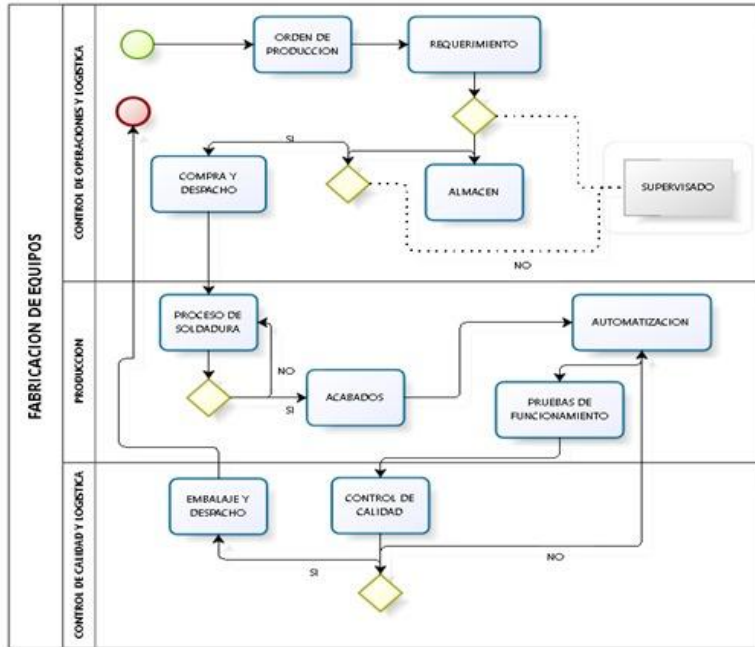 FABRICACION DE EQUIPOS
CONTROL DE OPERACIONES Y LOGISTICA
ORDEN DE
PRODUCCION
REQUERIMIENTO
SI
COMPRA Y
DESPACHO
ALMACEN
SUPERVISADO
NO
PRODUCCION
PROCESO DE
SOLDADURA
AUTOMATIZACION
NO
SI
ACABADOS
PRUEBAS DE
FUNCIONAMIENTO
CONTROL DE CALIDAD Y LOGISTICA
EMBALAJE Y
DESPACHO
CONTROL DE
CALIDAD
SI
NO